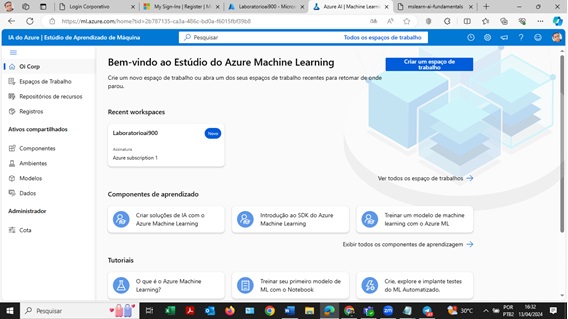 Login Corporativo
My Sign-Ins | Register | M
Laboratorioai900 - Micros
Azure AI | Machine Lear
mslearn-ai-fundamentals
https://ml.azure.com/home?tid=2b787135-ca3a-486c-bd0a-f6015fbf39b8
IA do Azure | Estúdio de Aprendizado de Máquina
Pesquisar
Todos os espaços de trabalho
Oi Corp
Espaços de Trabalho
Repositórios de recursos
Registros
Ativos compartilhados
Componentes
Ambientes
Modelos
Dados
Administrador
Cota
Bem-vindo ao Estúdio do Azure Machine Learning
Crie um novo espaço de trabalho ou abra um dos seus espaços de trabalho recentes para retomar de onde
parou.
Criar um espaço de
trabalho
Recent workspaces
Laboratorioai900
Novo
Assinatura
Azure subscription 1
Ver todos os espaço de trabalhos
Componentes de aprendizado
Criar soluções de IA com o
Azure Machine Learning
Introdução ao SDK do Azure
Machine Learning
Treinar um modelo de machine
learning com o Azure ML
Exibir todos os componentes de aprendizagem
Tutoriais
O que é o Azure Machine
Learning?
Treinar seu primeiro modelo de
ML com o Notebook
Crie, explore e implante testes
do ML Automatizado.
Pesquisar
30°C
POR
PTB2
16:32
13/04/2024